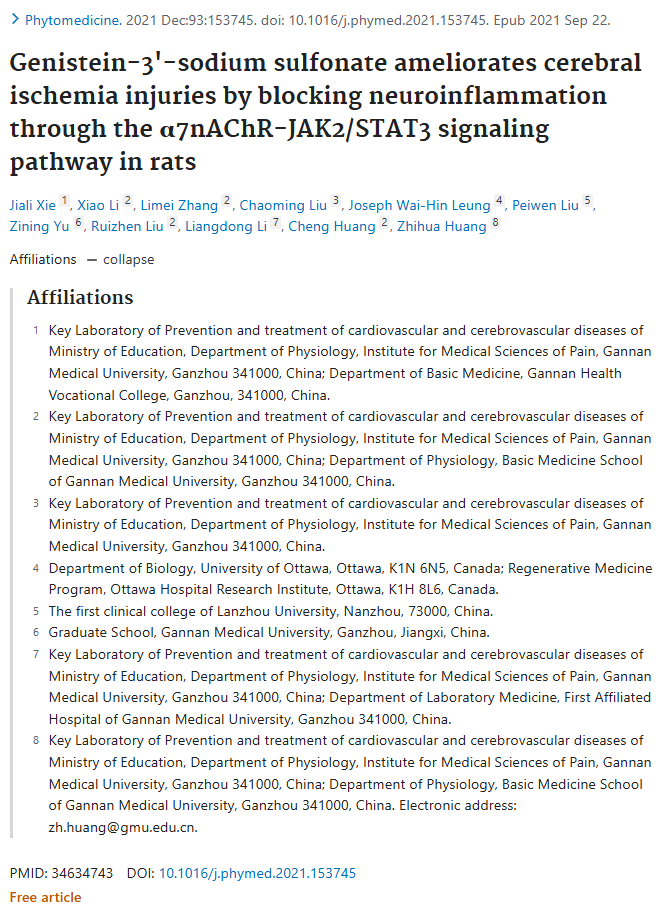 Phytomedicine. 2021 Dec:93:153745. doi: 10.1016/j.phymed.2021.153745. Epub 2021 Sep 22.
Genistein-3'-sodium sulfonate ameliorates cerebral
ischemia injuries by blocking neuroinflammation
through the α7nAChR-JAK2/STAT3 signaling
pathway in rats
Jiali Xie 1, Xiao Li 2, Limei Zhang 2, Chaoming Liu 3, Joseph Wai-Hin Leung 4, Peiwen Liu 5,
Zining Yu 6, Ruizhen Liu 2, Liangdong Li 7, Cheng Huang 2, Zhihua Huang 8
Affiliations — collapse
Affiliations
1 Key Laboratory of Prevention and treatment of cardiovascular and cerebrovascular diseases of
Ministry of Education, Department of Physiology, Institute for Medical Sciences of Pain, Gannan
Medical University, Ganzhou 341000, China; Department of Basic Medicine, Gannan Health
Vocational College, Ganzhou, 341000, China.
2 Key Laboratory of Prevention and treatment of cardiovascular and cerebrovascular diseases of
Ministry of Education, Department of Physiology, Institute for Medical Sciences of Pain, Gannan
Medical University, Ganzhou 341000, China; Department of Physiology, Basic Medicine School
of Gannan Medical University, Ganzhou 341000, China.
3 Key Laboratory of Prevention and treatment of cardiovascular and cerebrovascular diseases of
Ministry of Education, Department of Physiology, Institute for Medical Sciences of Pain, Gannan
Medical University, Ganzhou 341000, China.
4 Department of Biology, University of Ottawa, Ottawa, K1N 6N5, Canada; Regenerative Medicine
Program, Ottawa Hospital Research Institute, Ottawa, K1H 8L6, Canada.
5 The first clinical college of Lanzhou University, Nanzhou, 73000, China.
6 Graduate School, Gannan Medical University, Ganzhou, Jiangxi, China.
7 Key Laboratory of Prevention and treatment of cardiovascular and cerebrovascular diseases of
Ministry of Education, Department of Physiology, Institute for Medical Sciences of Pain, Gannan
Medical University, Ganzhou 341000, China; Department of Laboratory Medicine, First Affiliated
Hospital of Gannan Medical University, Ganzhou 341000, China.
8 Key Laboratory of Prevention and treatment of cardiovascular and cerebrovascular diseases of
Ministry of Education, Department of Physiology, Institute for Medical Sciences of Pain, Gannan
Medical University, Ganzhou 341000, China; Department of Physiology, Basic Medicine School
of Gannan Medical University, Ganzhou 341000, China. Electronic address:
zh.huang@gmu.edu.cn.
PMID: 34634743 DOI: 10.1016/j.phymed.2021.153745
Free article